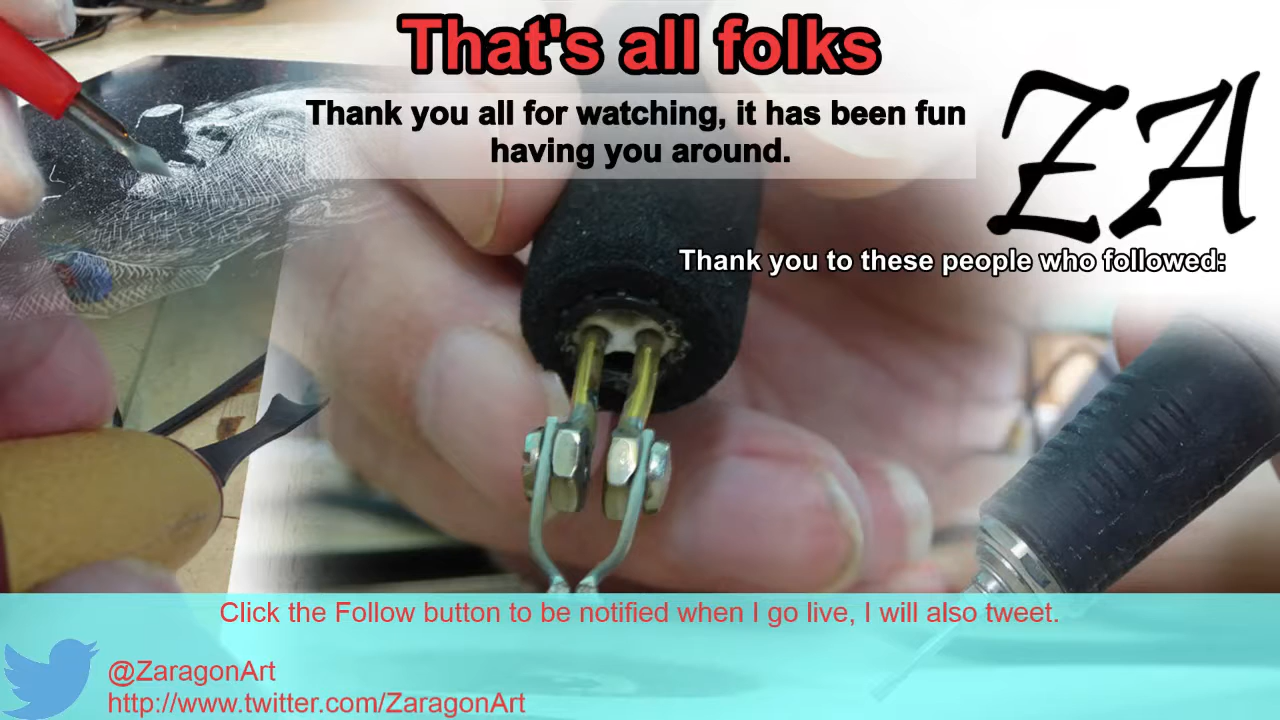 That's all folks
Thank you all for watching, it has been fun
having you around.
ZA
Thank you to these people who followed:
Click the Follow button to be notified when I go live, I will also tweet.
@ZaragonArt
http://www.twitter.com/ZaragonArt